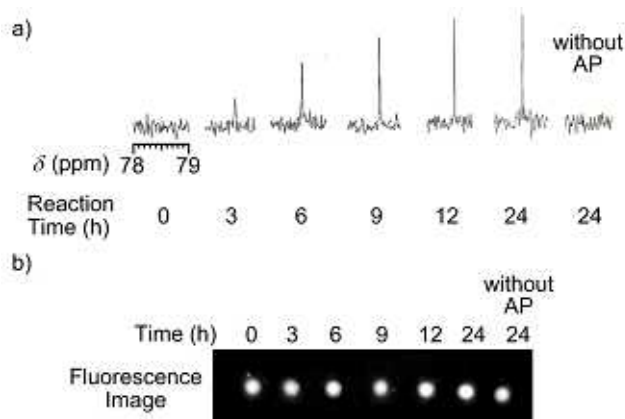 a)
without
AP
δ (ppm)
78 79
Reaction
Time (h) 0 3 6 9 12 24 24
b)
without
AP
Time (h) 0 3 6 9 12 24 24
Fluorescence
Image